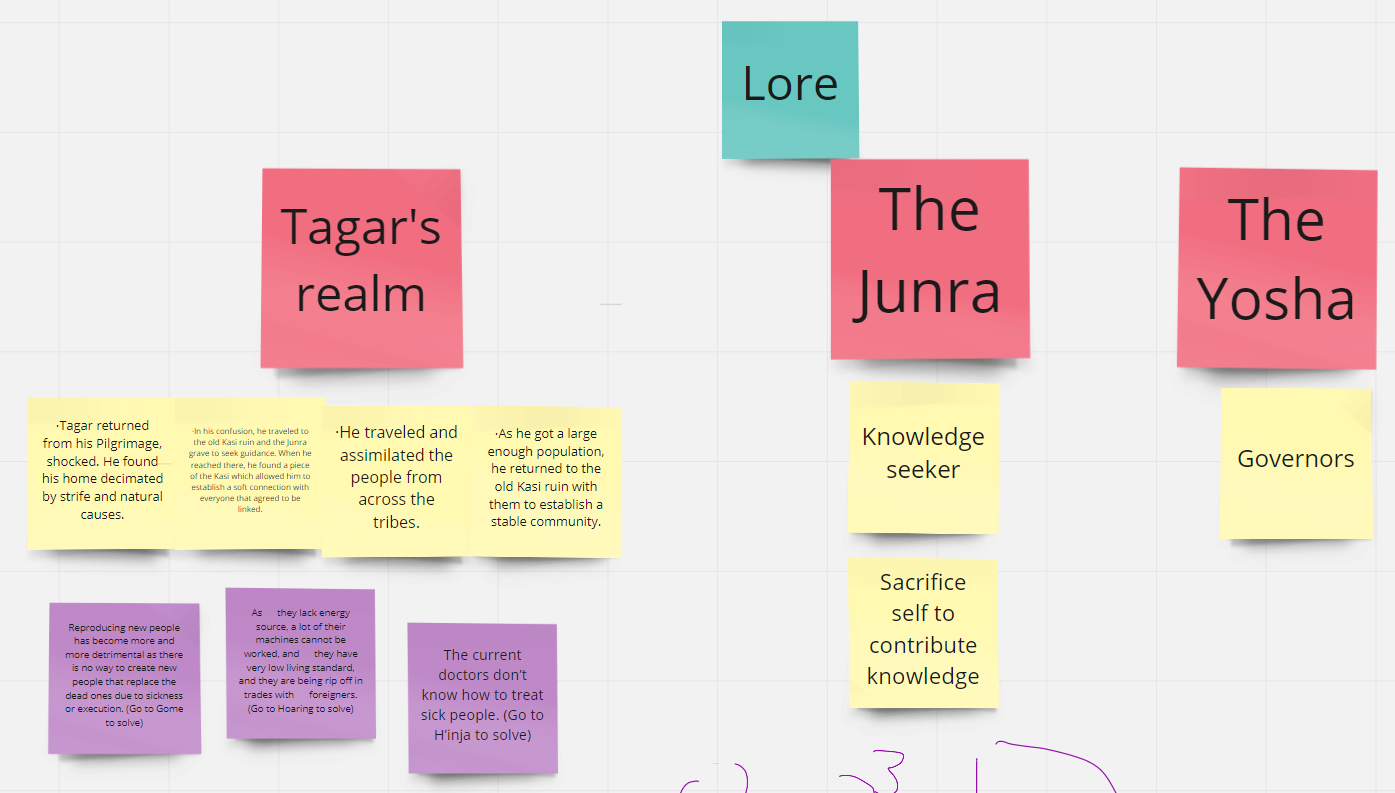 Lore
Tagar's
realm
The
Junra
The
Yosha
·Tagar returned
from his Pilgrimage,
shocked. He found
his home decimated
by strife and natural
causes.
·In his confusion, he traveled to
the old Kasi ruin and the Junra
grave to seek guidance. When he
reached there, he found a piece
of the Kasi which allowed him to
establish a soft connection with
everyone that agreed to be
linked.
·He traveled and
assimilated the
people from
across the
tribes.
·As he got a large
enough population,
he returned to the
old Kasi ruin with
them to establish a
stable community.
Knowledge
seeker
Governors
Sacrifice
self to
contribute
knowledge
Reproducing new people
has become more and
more detrimental as there
is no way to create new
people that replace the
dead ones due to sickness
or execution. (Go to Gome
to solve)
As they lack energy
source, a lot of their
machines cannot be
worked, and they have
very low living standard,
and they are being rip off in
trades with foreigners.
(Go to Hoaring to solve)
The current
doctors don't
know how to treat
sick people. (Go to
H'inja to solve)